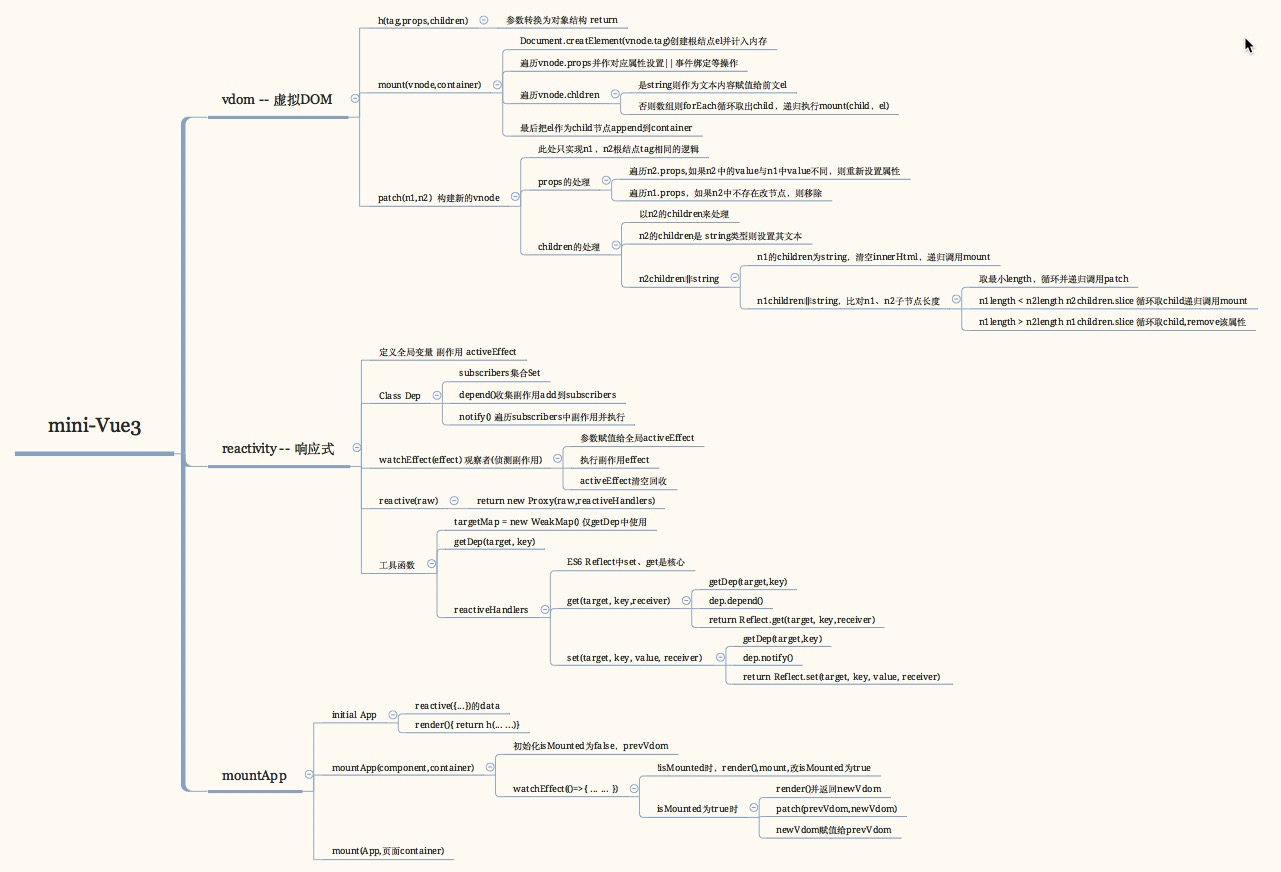 mini-Vue3
vdom -- 虚拟DOM
h(tag,props,children)
参数转换为对象结构 return
mount(vnode,container)
Document.creatElement(vnode.tag)创建根结点el并计入内存
遍历vnode.props并作对应属性设置||事件绑定等操作
遍历vnode.chldren
是string则作为文本内容赋值给前文el
否则数组则forEach循环取出child，递归执行mount(child，el)
最后把el作为child节点append到container
patch(n1,n2) 构建新的vnode
此处只实现n1，n2根结点tag相同的逻辑
props的处理
遍历n2.props,如果n2中的value与n1中value不同，则重新设置属性
遍历n1.props，如果n2中不存在改节点，则移除
children的处理
以n2的children来处理
n2的children是 string类型则设置其文本
n2children非string
n1的children为string，清空innerHtml，递归调用mount
n1children非string，比对n1、n2子节点长度
取最小length，循环并递归调用patch
n1length < n2length n2children.slice 循环取child递归调用mount
n1length > n2length n1children.slice 循环取child,remove该属性
reactivity -- 响应式
定义全局变量 副作用 activeEffect
Class Dep
subscribers集合Set
depend()收集副作用add到subscribers
notify() 遍历subscribers中副作用并执行
watchEffect(effect) 观察者(侦测副作用)
参数赋值给全局activeEffect
执行副作用effect
activeEffect清空回收
reactive(raw)
return new Proxy(raw,reactiveHandlers)
工具函数
targetMap = new WeakMap() 仅getDep中使用
getDep(target, key)
reactiveHandlers
ES6 Reflect中set、get是核心
get(target, key,receiver)
getDep(target,key)
dep.depend()
return Reflect.get(target, key,receiver)
set(target, key, value, receiver)
getDep(target,key)
dep.notify()
return Reflect.set(target, key, value, receiver)
mountApp
initial App
reactive({...})的data
render(){ return h(... ...)}
mountApp(component,container)
初始化isMounted为false，prevVdom
watchEffect(()=>{ ... ... })
!isMounted时，render(),mount,改isMounted为true
isMounted为true时
render()并返回newVdom
patch(prevVdom,newVdom)
newVdom赋值给prevVdom
mount(App,页面container)